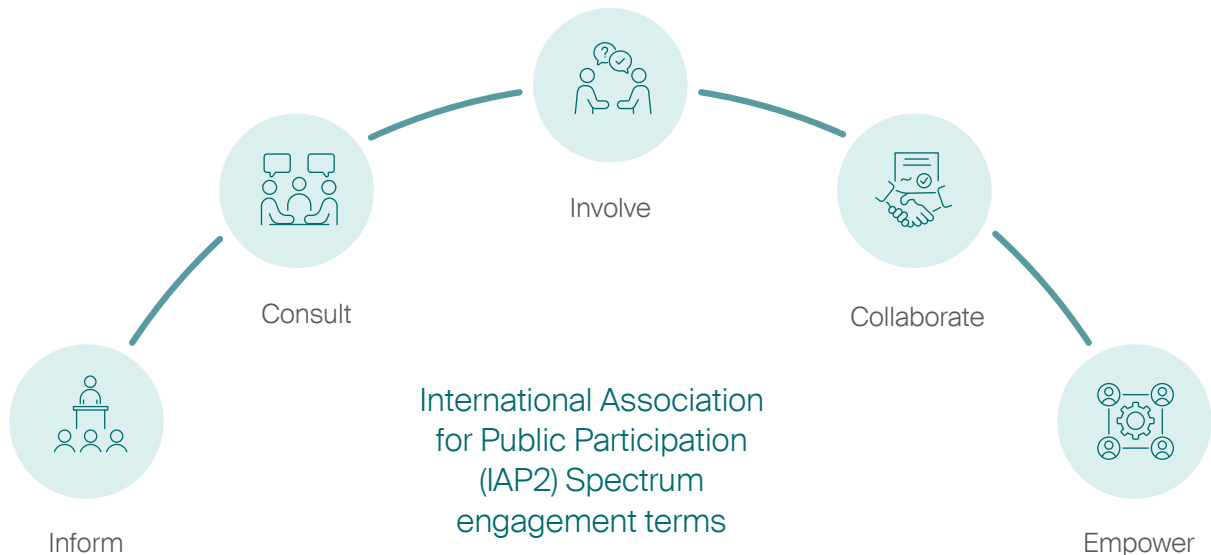 Inform
Consult
Involve
Collaborate
Empower
International Association
for Public Participation
(IAP2) Spectrum
engagement terms